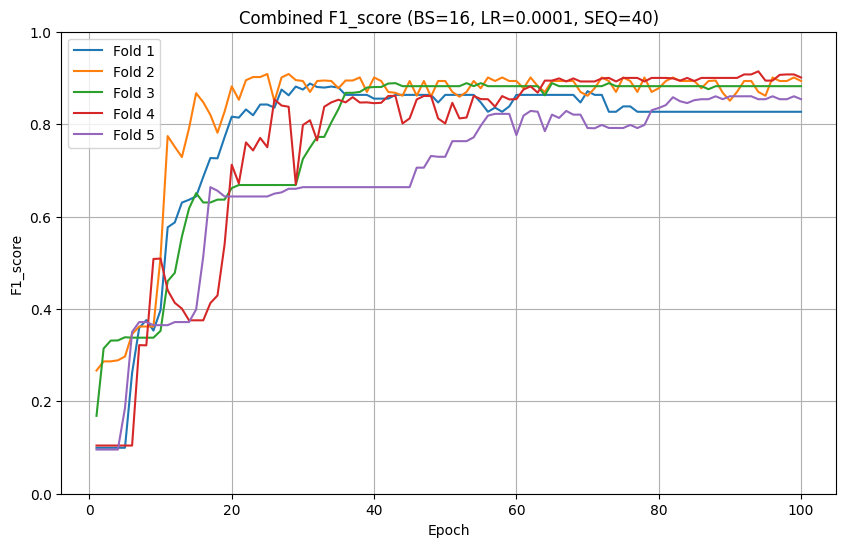 Combined F1_score (BS=16, LR=0.0001, SEQ=40)
Fold 1
Fold 2
Fold 3
Fold 4
Fold 5
F1_score
1.0
0.8
0.6
0.4
0.2
0.0
0 20 40 60 80 100
Epoch